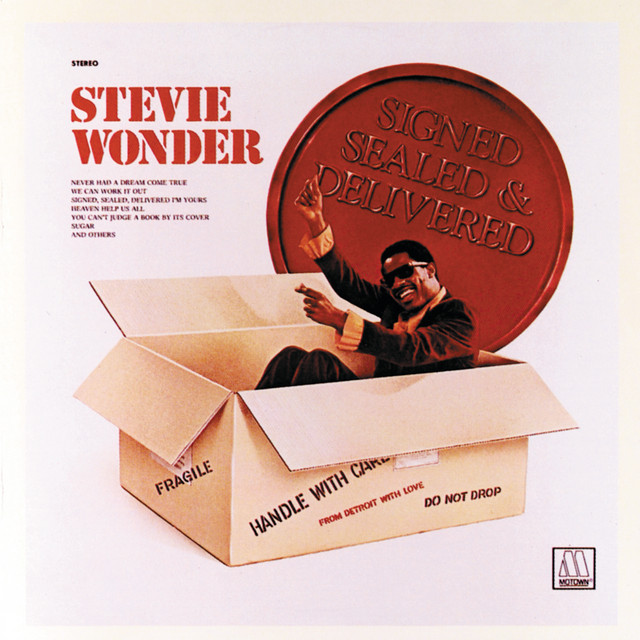 STEREO
STEVIE
WONDER
NEVER HAD A DREAM COME TRUE
WE CAN WORK IT OUT
SIGNED, SEALED, DELIVERED I'M YOURS
HEAVEN HELP US ALL
YOU CAN'T JUDGE A BOOK BY ITS COVER
SUGAR
AND OTHERS
SIGNED
SEALED &
DELIVERED
FRAGILE
HANDLE WITH CARE
FROM DETROIT WITH LOVE
DO NOT DROP
MOTOWN®